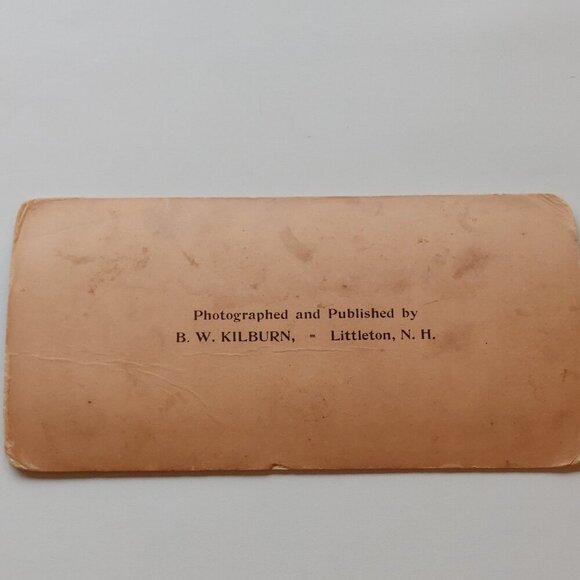 Photographed and Published by
B. W. KILBURN, - Littleton, N. H.